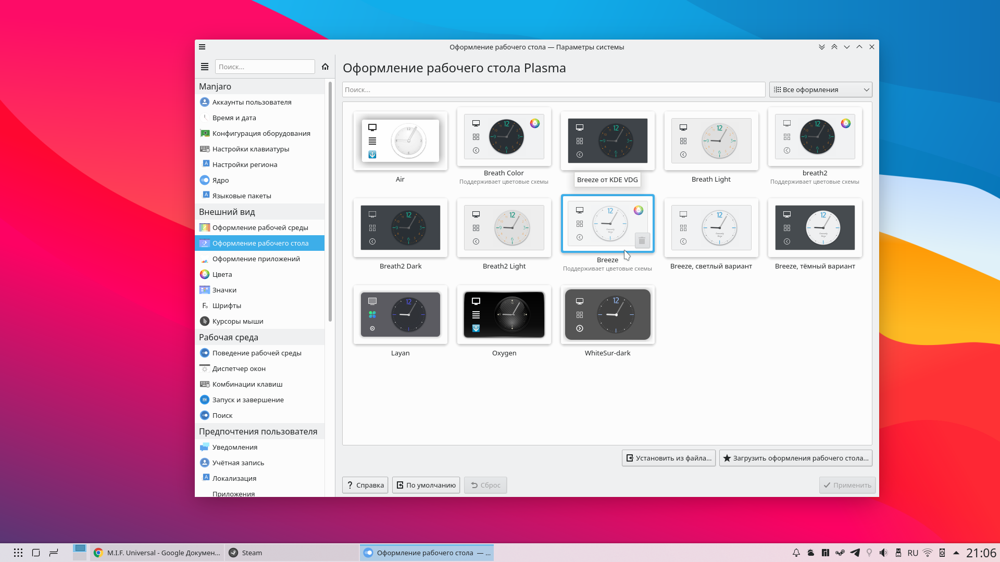 Оформление рабочего стола — Параметры системы
Поиск...
Manjaro
Аккаунты пользователя
Время и дата
Конфигурация оборудования
Настройки клавиатуры
Настройки региона
Ядро
Языковые пакеты
Внешний вид
Оформление рабочей среды
Оформление рабочего стола
Оформление приложений
Цвета
Значки
Шрифты
Курсоры мыши
Рабочая среда
Поведение рабочей среды
Диспетчер окон
Комбинации клавиш
Запуск и завершение
Поиск
Предпочтения пользователя
Уведомления
Учётная запись
Локализация
Приложения
Оформление рабочего стола Plasma
Поиск...
Все оформления
Air
Breath Color
Поддерживает цветовые схемы
Breeze от KDE VDG
Breath Light
breath2
Поддерживает цветовые схемы
Breath2 Dark
Breath2 Light
Breeze
Поддерживает цветовые схемы
Breeze, светлый вариант
Breeze, тёмный вариант
Layan
Oxygen
WhiteSur-dark
Установить из файла...
Загрузить оформления рабочего стола...
Справка
По умолчанию
Сброс
Применить
M.I.F. Universal - Google Докумен...
Steam
Оформление рабочего стола — ...
RU
21:06